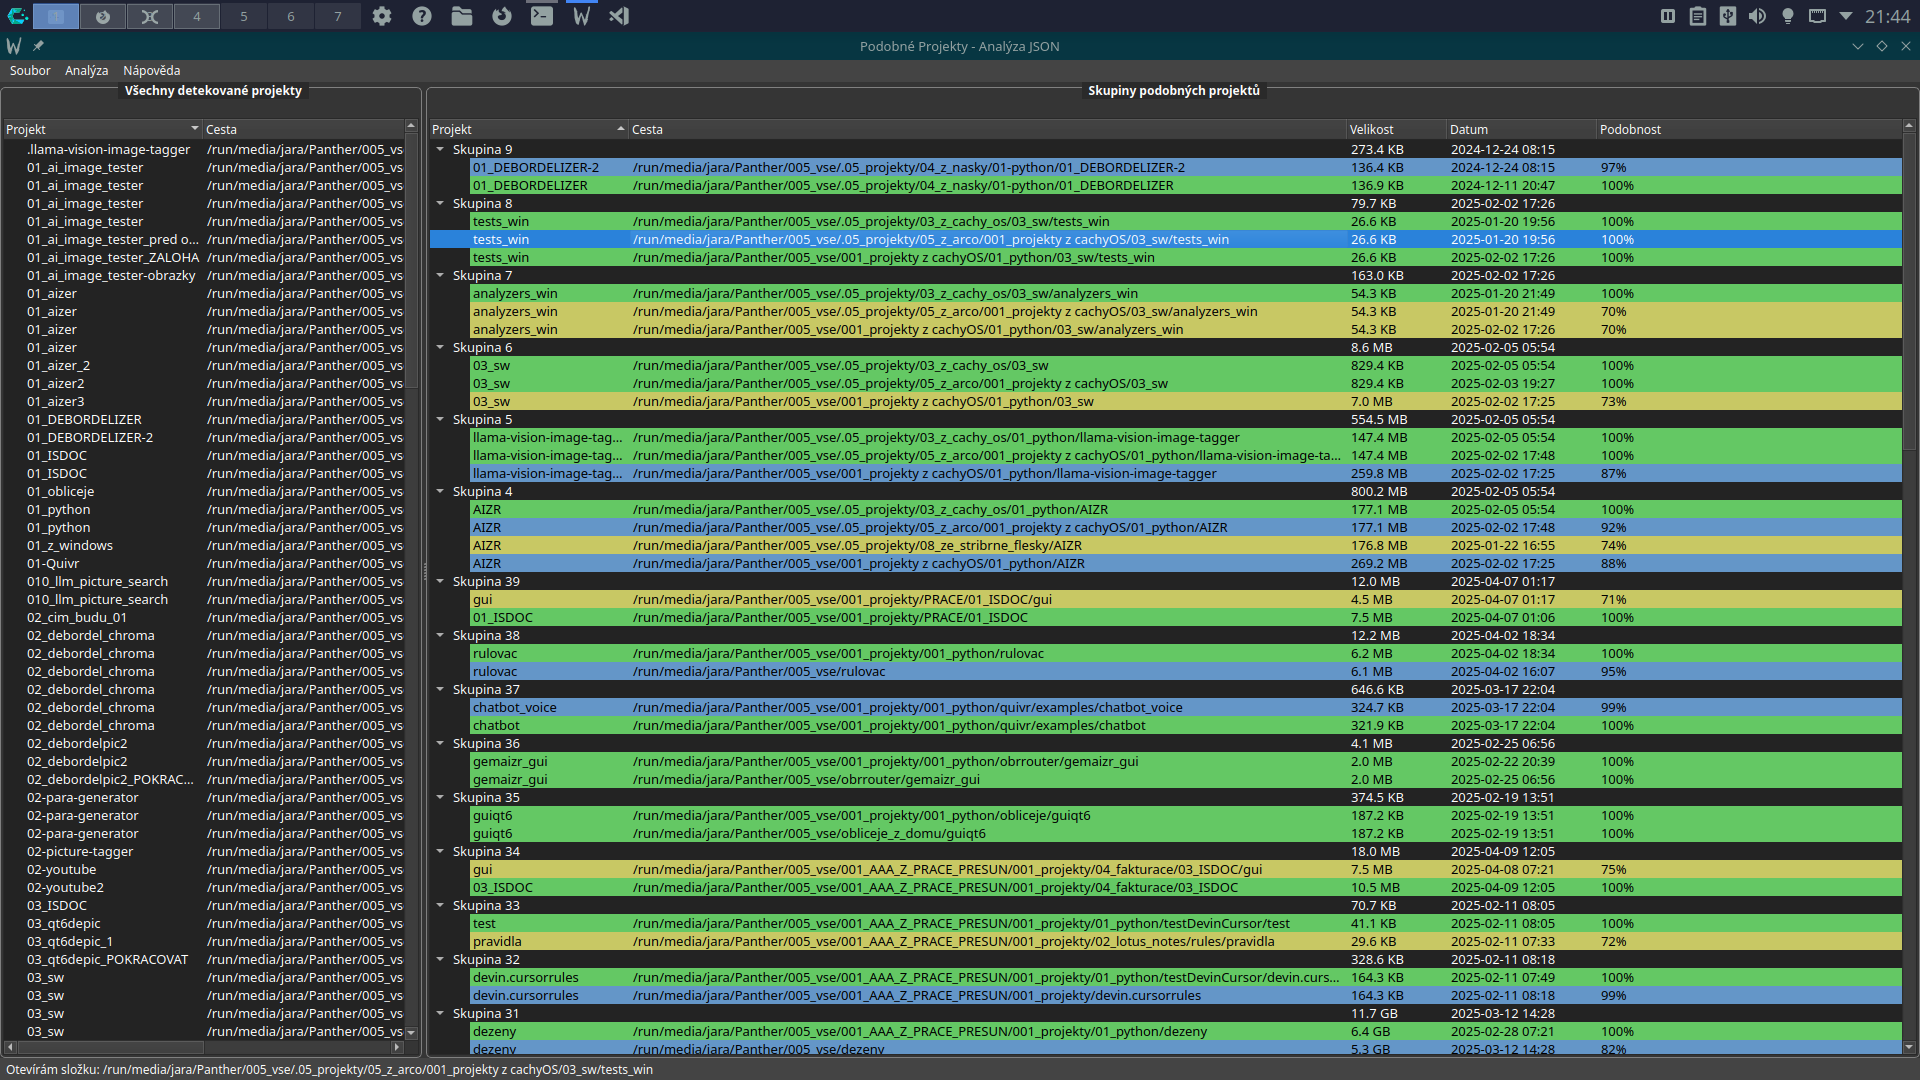 4 5 6 7 21:44
Podobné Projekty - Analýza JSON
Soubor Analýza Nápověda
Všechny detekované projekty
Projekt Cesta
.llama-vision-image-tagger /run/media/jara/Panther/005_vs
01_ai_image_tester /run/media/jara/Panther/005_vs
01_ai_image_tester /run/media/jara/Panther/005_vs
01_ai_image_tester /run/media/jara/Panther/005_vs
01_ai_image_tester /run/media/jara/Panther/005_vs
01_ai_image_tester_pred o... /run/media/jara/Panther/005_vs
01_ai_image_tester_ZALOHA /run/media/jara/Panther/005_vs
01_ai_image_tester-obrazky /run/media/jara/Panther/005_vs
01_aizer /run/media/jara/Panther/005_vs
01_aizer /run/media/jara/Panther/005_vs
01_aizer /run/media/jara/Panther/005_vs
01_aizer /run/media/jara/Panther/005_vs
01_aizer_2 /run/media/jara/Panther/005_vs
01_aizer2 /run/media/jara/Panther/005_vs
01_aizer3 /run/media/jara/Panther/005_vs
01_DEBORDELIZER /run/media/jara/Panther/005_vs
01_DEBORDELIZER-2 /run/media/jara/Panther/005_vs
01_ISDOC /run/media/jara/Panther/005_vs
01_ISDOC /run/media/jara/Panther/005_vs
01_obliceje /run/media/jara/Panther/005_vs
01_python /run/media/jara/Panther/005_vs
01_python /run/media/jara/Panther/005_vs
01_z_windows /run/media/jara/Panther/005_vs
01-Quivr /run/media/jara/Panther/005_vs
010_llm_picture_search /run/media/jara/Panther/005_vs
010_llm_picture_search /run/media/jara/Panther/005_vs
02_cim_budu_01 /run/media/jara/Panther/005_vs
02_debordel_chroma /run/media/jara/Panther/005_vs
02_debordel_chroma /run/media/jara/Panther/005_vs
02_debordel_chroma /run/media/jara/Panther/005_vs
02_debordel_chroma /run/media/jara/Panther/005_vs
02_debordel_chroma /run/media/jara/Panther/005_vs
02_debordel_chroma /run/media/jara/Panther/005_vs
02_debordelpic2 /run/media/jara/Panther/005_vs
02_debordelpic2 /run/media/jara/Panther/005_vs
02_debordelpic2_POKRAC... /run/media/jara/Panther/005_vs
02-para-generator /run/media/jara/Panther/005_vs
02-para-generator /run/media/jara/Panther/005_vs
02-para-generator /run/media/jara/Panther/005_vs
02-picture-tagger /run/media/jara/Panther/005_vs
02-youtube /run/media/jara/Panther/005_vs
02-youtube2 /run/media/jara/Panther/005_vs
03_ISDOC /run/media/jara/Panther/005_vs
03_qt6depic /run/media/jara/Panther/005_vs
03_qt6depic_1 /run/media/jara/Panther/005_vs
03_qt6depic_POKRACOVAT /run/media/jara/Panther/005_vs
03_sw /run/media/jara/Panther/005_vs
03_sw /run/media/jara/Panther/005_vs
03_sw /run/media/jara/Panther/005_vs
03_sw /run/media/jara/Panther/005_vs
Skupiny podobných projektů
Projekt Cesta Velikost Datum Podobnost
Skupina 9 273.4 KB 2024-12-24 08:15
01_DEBORDELIZER-2 /run/media/jara/Panther/005_vse/.05_projekty/04_z_nasky/01-python/01_DEBORDELIZER-2 136.4 KB 2024-12-24 08:15 97%
01_DEBORDELIZER /run/media/jara/Panther/005_vse/.05_projekty/04_z_nasky/01-python/01_DEBORDELIZER 136.9 KB 2024-12-11 20:47 100%
Skupina 8 79.7 KB 2025-02-02 17:26
tests_win /run/media/jara/Panther/005_vse/.05_projekty/03_z_cachy_os/03_sw/tests_win 26.6 KB 2025-01-20 19:56 100%
tests_win /run/media/jara/Panther/005_vse/.05_projekty/05_z_arco/001_projekty z cachyOS/03_sw/tests_win 26.6 KB 2025-01-20 19:56 100%
tests_win /run/media/jara/Panther/005_vse/001_projekty z cachyOS/01_python/03_sw/tests_win 26.6 KB 2025-02-02 17:26 100%
Skupina 7 163.0 KB 2025-02-02 17:26
analyzers_win /run/media/jara/Panther/005_vse/.05_projekty/03_z_cachy_os/03_sw/analyzers_win 54.3 KB 2025-01-20 21:49 100%
analyzers_win /run/media/jara/Panther/005_vse/.05_projekty/05_z_arco/001_projekty z cachyOS/03_sw/analyzers_win 54.3 KB 2025-01-20 21:49 70%
analyzers_win /run/media/jara/Panther/005_vse/001_projekty z cachyOS/01_python/03_sw/analyzers_win 54.3 KB 2025-02-02 17:26 70%
Skupina 6 8.6 MB 2025-02-05 05:54
03_sw /run/media/jara/Panther/005_vse/.05_projekty/03_z_cachy_os/03_sw 829.4 KB 2025-02-05 05:54 100%
03_sw /run/media/jara/Panther/005_vse/.05_projekty/05_z_arco/001_projekty z cachyOS/03_sw 829.4 KB 2025-02-03 19:27 100%
03_sw /run/media/jara/Panther/005_vse/001_projekty z cachyOS/01_python/03_sw 7.0 MB 2025-02-02 17:25 73%
Skupina 5 554.5 MB 2025-02-05 05:54
llama-vision-image-tag... /run/media/jara/Panther/005_vse/.05_projekty/03_z_cachy_os/01_python/llama-vision-image-tagger 147.4 MB 2025-02-05 05:54 100%
llama-vision-image-tag... /run/media/jara/Panther/005_vse/.05_projekty/05_z_arco/001_projekty z cachyOS/01_python/llama-vision-image-ta... 147.4 MB 2025-02-02 17:48 100%
llama-vision-image-tag... /run/media/jara/Panther/005_vse/001_projekty z cachyOS/01_python/llama-vision-image-tagger 259.8 MB 2025-02-02 17:25 87%
Skupina 4 800.2 MB 2025-02-05 05:54
AIZR /run/media/jara/Panther/005_vse/.05_projekty/03_z_cachy_os/01_python/AIZR 177.1 MB 2025-02-05 05:54 100%
AIZR /run/media/jara/Panther/005_vse/.05_projekty/05_z_arco/001_projekty z cachyOS/01_python/AIZR 177.1 MB 2025-02-02 17:48 92%
AIZR /run/media/jara/Panther/005_vse/.05_projekty/08_ze_stribrne_flesky/AIZR 176.8 MB 2025-01-22 16:55 74%
AIZR /run/media/jara/Panther/005_vse/001_projekty z cachyOS/01_python/AIZR 269.2 MB 2025-02-02 17:25 88%
Skupina 39 12.0 MB 2025-04-07 01:17
gui /run/media/jara/Panther/005_vse/001_projekty/PRACE/01_ISDOC/gui 4.5 MB 2025-04-07 01:17 71%
01_ISDOC /run/media/jara/Panther/005_vse/001_projekty/PRACE/01_ISDOC 7.5 MB 2025-04-07 01:06 100%
Skupina 38 12.2 MB 2025-04-02 18:34
rulovac /run/media/jara/Panther/005_vse/001_projekty/001_python/rulovac 6.2 MB 2025-04-02 18:34 100%
rulovac /run/media/jara/Panther/005_vse/rulovac 6.1 MB 2025-04-02 16:07 95%
Skupina 37 646.6 KB 2025-03-17 22:04
chatbot_voice /run/media/jara/Panther/005_vse/001_projekty/001_python/quivr/examples/chatbot_voice 324.7 KB 2025-03-17 22:04 99%
chatbot /run/media/jara/Panther/005_vse/001_projekty/001_python/quivr/examples/chatbot 321.9 KB 2025-03-17 22:04 100%
Skupina 36 4.1 MB 2025-02-25 06:56
gemaizr_gui /run/media/jara/Panther/005_vse/001_projekty/001_python/obrrouter/gemaizr_gui 2.0 MB 2025-02-22 20:39 100%
gemaizr_gui /run/media/jara/Panther/005_vse/obrrouter/gemaizr_gui 2.0 MB 2025-02-25 06:56 100%
Skupina 35 374.5 KB 2025-02-19 13:51
guiqt6 /run/media/jara/Panther/005_vse/001_projekty/001_python/obliceje/guiqt6 187.2 KB 2025-02-19 13:51 100%
guiqt6 /run/media/jara/Panther/005_vse/obliceje_z_domu/guiqt6 187.2 KB 2025-02-19 13:51 100%
Skupina 34 18.0 MB 2025-04-09 12:05
gui /run/media/jara/Panther/005_vse/001_AAA_Z_PRACE_PRESUN/001_projekty/04_fakturace/03_ISDOC/gui 7.5 MB 2025-04-08 07:21 75%
03_ISDOC /run/media/jara/Panther/005_vse/001_AAA_Z_PRACE_PRESUN/001_projekty/04_fakturace/03_ISDOC 10.5 MB 2025-04-09 12:05 100%
Skupina 33 70.7 KB 2025-02-11 08:05
test /run/media/jara/Panther/005_vse/001_AAA_Z_PRACE_PRESUN/001_projekty/01_python/testDevinCursor/test 41.1 KB 2025-02-11 08:05 100%
pravidla /run/media/jara/Panther/005_vse/001_AAA_Z_PRACE_PRESUN/001_projekty/02_lotus_notes/rules/pravidla 29.6 KB 2025-02-11 07:33 72%
Skupina 32 328.6 KB 2025-02-11 08:18
devin.cursorrules /run/media/jara/Panther/005_vse/001_AAA_Z_PRACE_PRESUN/001_projekty/01_python/testDevinCursor/devin.curs... 164.3 KB 2025-02-11 07:49 100%
devin.cursorrules /run/media/jara/Panther/005_vse/001_AAA_Z_PRACE_PRESUN/001_projekty/devin.cursorrules 164.3 KB 2025-02-11 08:18 99%
Skupina 31 11.7 GB 2025-03-12 14:28
dezeny /run/media/jara/Panther/005_vse/001_AAA_Z_PRACE_PRESUN/001_projekty/01_python/dezeny 6.4 GB 2025-02-28 07:21 100%
dezeny /run/media/jara/Panther/005_vse/dezeny 5.3 GB 2025-03-12 14:28 82%
Otevírám složku: /run/media/jara/Panther/005_vse/.05_projekty/05_z_arco/001_projekty z cachyOS/03_sw/tests_win